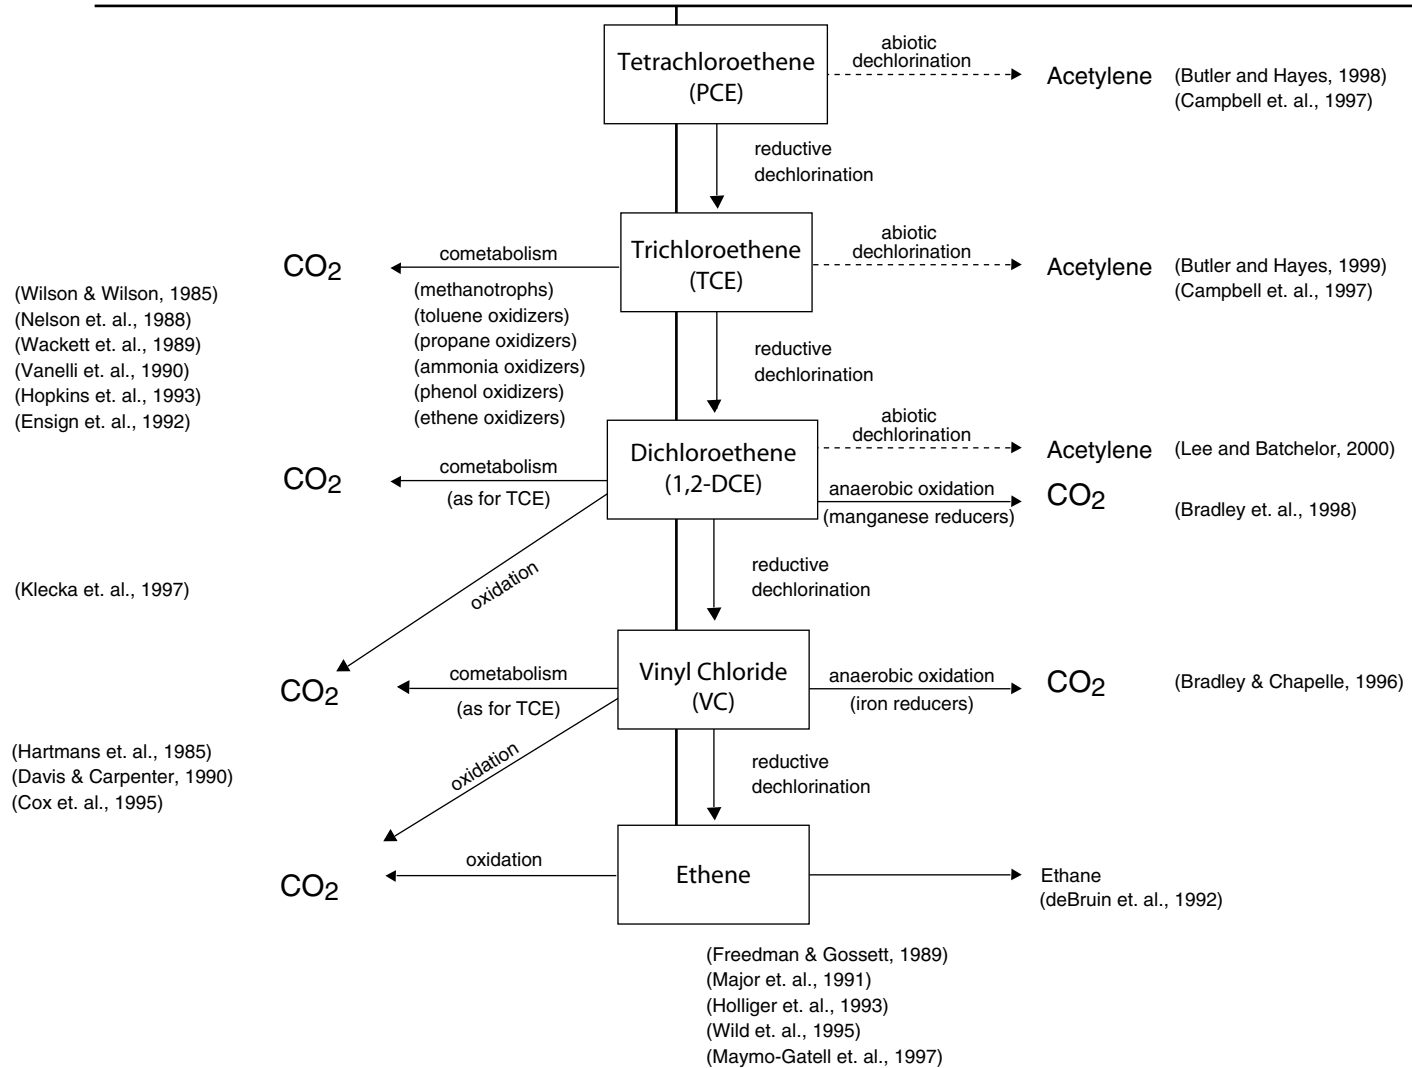 Tetrachloroethene
(PCE)
abiotic
dechlorination
Acetylene
(Butler and Hayes, 1998)
(Campbell et. al., 1997)
reductive
dechlorination
Trichloroethene
(TCE)
abiotic
dechlorination
Acetylene
(Butler and Hayes, 1999)
(Campbell et. al., 1997)
cometabolism
CO2
(methanotrophs)
(toluene oxidizers)
(propane oxidizers)
(ammonia oxidizers)
(phenol oxidizers)
(ethene oxidizers)
(Wilson & Wilson, 1985)
(Nelson et. al., 1988)
(Wackett et. al., 1989)
(Vanelli et. al., 1990)
(Hopkins et. al., 1993)
(Ensign et. al., 1992)
reductive
dechlorination
Dichloroethene
(1,2-DCE)
abiotic
dechlorination
Acetylene
(Lee and Batchelor, 2000)
anaerobic oxidation
(manganese reducers)
CO2
(Bradley et. al., 1998)
cometabolism
(as for TCE)
CO2
oxidation
(Klecka et. al., 1997)
reductive
dechlorination
Vinyl Chloride
(VC)
anaerobic oxidation
(iron reducers)
CO2
(Bradley & Chapelle, 1996)
cometabolism
(as for TCE)
CO2
oxidation
(Hartmans et. al., 1985)
(Davis & Carpenter, 1990)
(Cox et. al., 1995)
reductive
dechlorination
Ethene
oxidation
CO2
Ethane
(deBruin et. al., 1992)
(Freedman & Gossett, 1989)
(Major et. al., 1991)
(Holliger et. al., 1993)
(Wild et. al., 1995)
(Maymo-Gatell et. al., 1997)